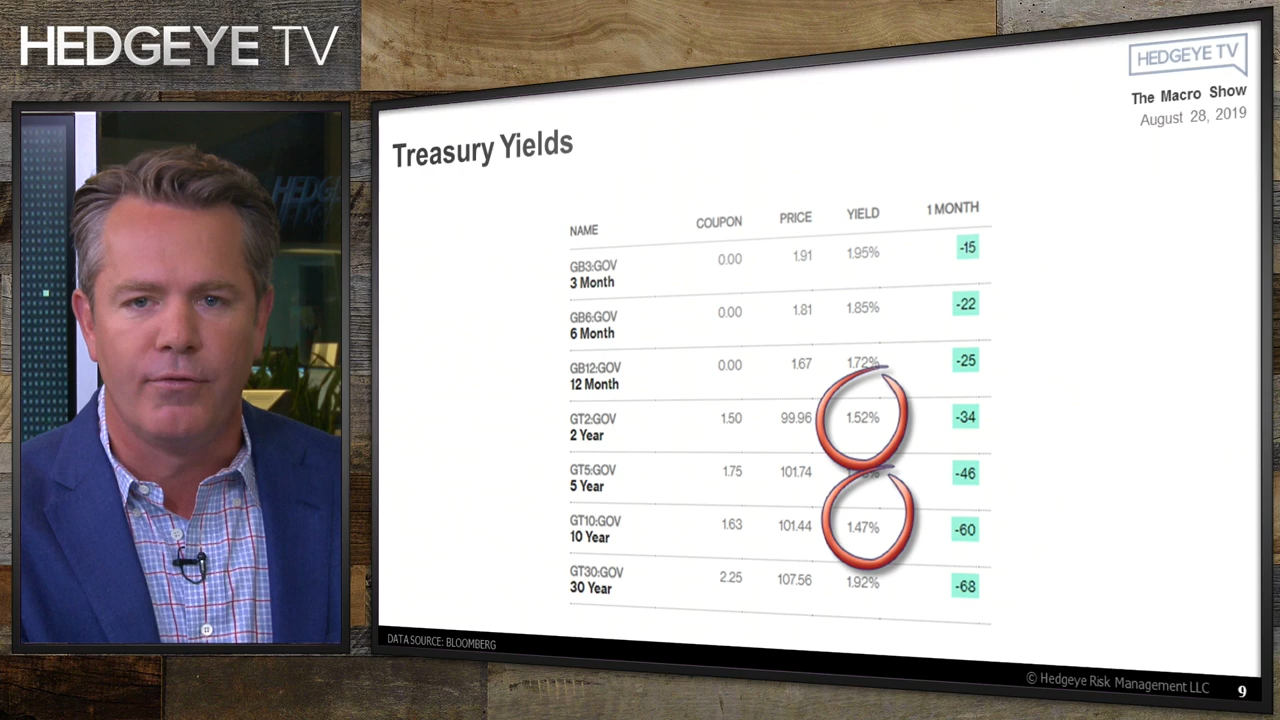 HEDGEYE TV
HEDGEYE TV
The Macro Show
August 28, 2019
Treasury Yields
NAME COUPON PRICE YIELD 1 MONTH
GB3:GOV
3 Month 0.00 1.91 1.95% -15
GB6:GOV
6 Month 0.00 1.81 1.85% -22
GB12:GOV
12 Month 0.00 1.67 1.72% -25
GT2:GOV
2 Year 1.50 99.96 1.52% -34
GT5:GOV
5 Year 1.75 101.74 -46
GT10:GOV
10 Year 1.63 101.44 1.47% -60
GT30:GOV
30 Year 2.25 107.56 1.92% -68
DATA SOURCE: BLOOMBERG
© Hedgeye Risk Management LLC 9